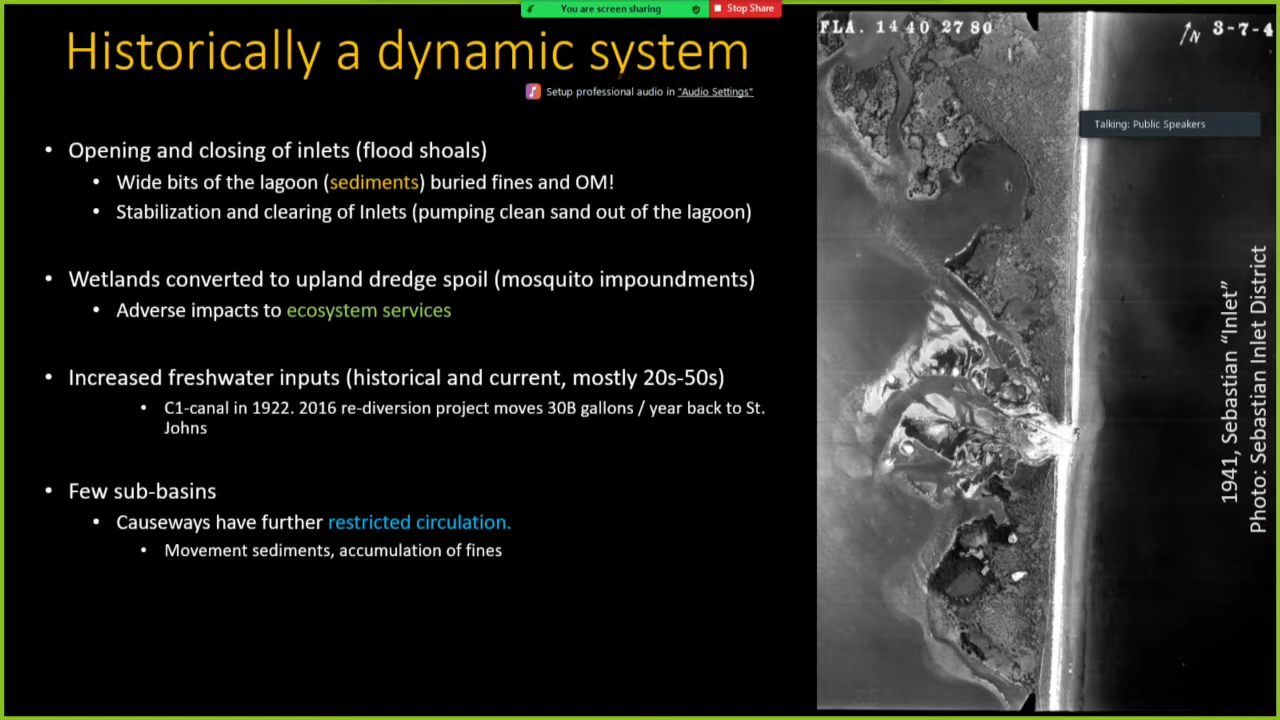 You are screen sharing
Stop Share
Historically a dynamic system
Setup professional audio in "Audio Settings"
• Opening and closing of inlets (flood shoals)
• Wide bits of the lagoon (sediments) buried fines and OM!
• Stabilization and clearing of Inlets (pumping clean sand out of the lagoon)
• Wetlands converted to upland dredge spoil (mosquito impoundments)
• Adverse impacts to ecosystem services
• Increased freshwater inputs (historical and current, mostly 20s-50s)
• C1-canal in 1922. 2016 re-diversion project moves 30B gallons / year back to St.
Johns
• Few sub-basins
• Causeways have further restricted circulation.
• Movement sediments, accumulation of fines
FLA. 1440 2780
N 3-7-4
Talking: Public Speakers
1941, Sebastian “Inlet”
Photo: Sebastian Inlet District